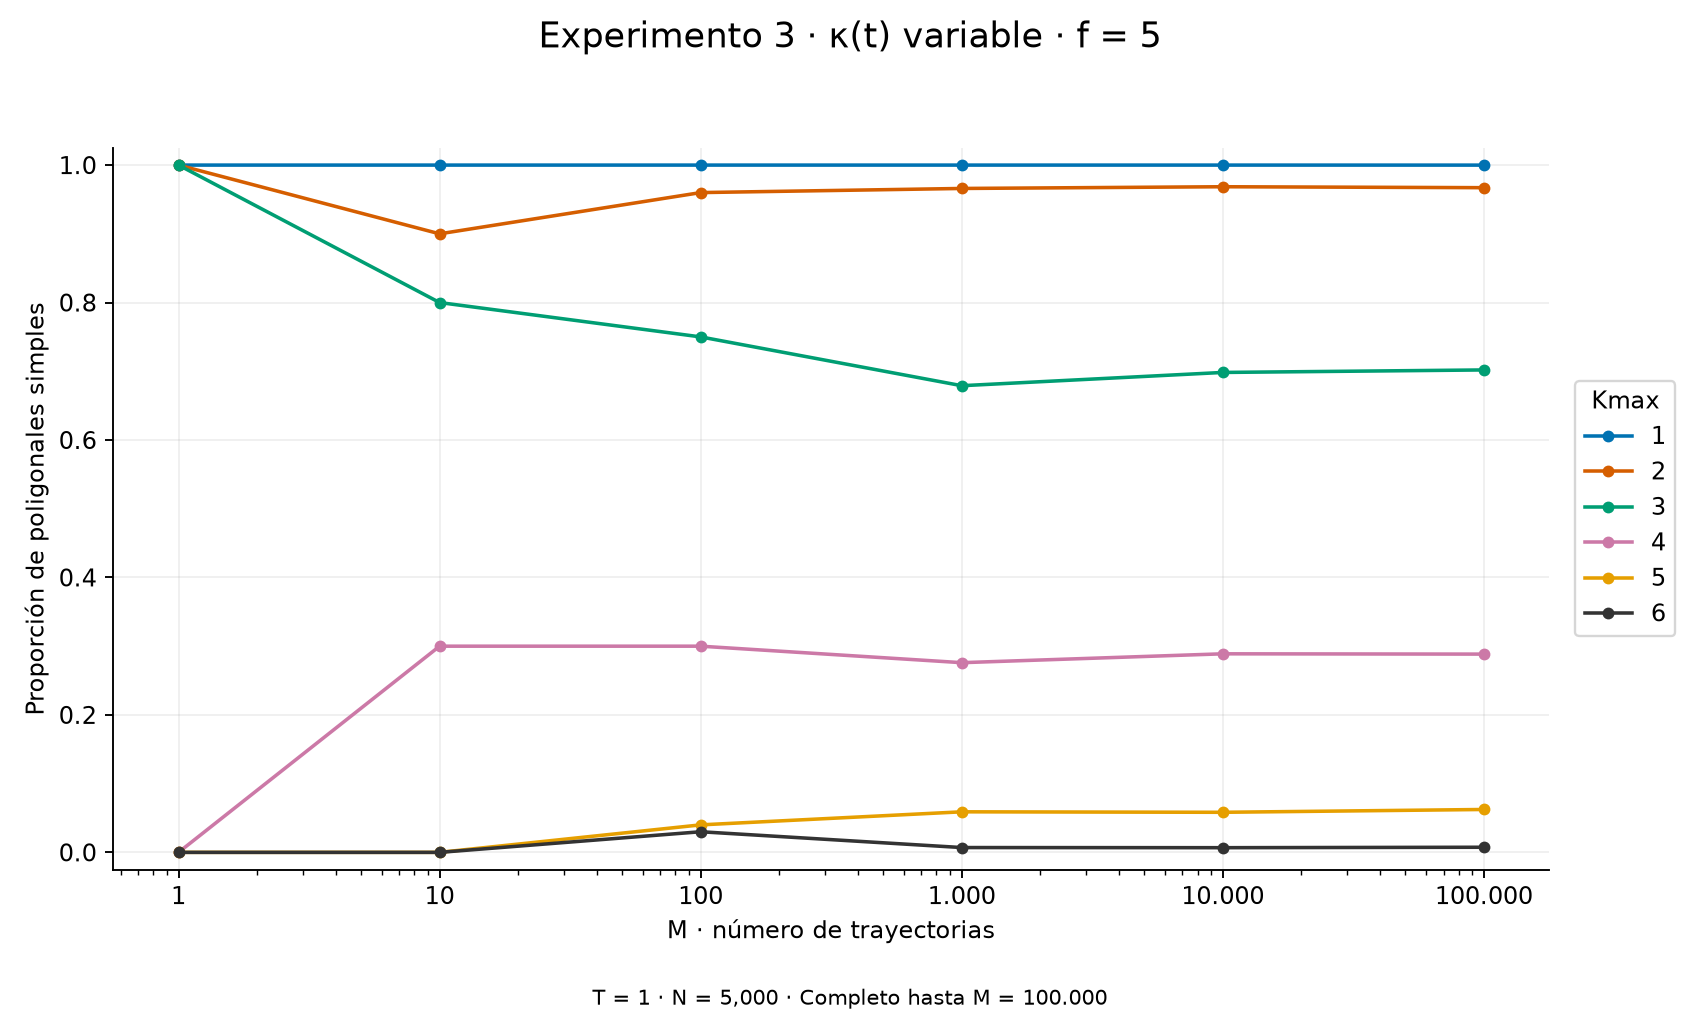 Experimento 3 · κ(t) variable · f = 5
Proporción de poligonales simples
1.0
0.8
0.6
0.4
0.2
0.0
1 10 100 1.000 10.000 100.000
M · número de trayectorias
Kmax
1
2
3
4
5
6
T = 1 · N = 5,000 · Completo hasta M = 100.000